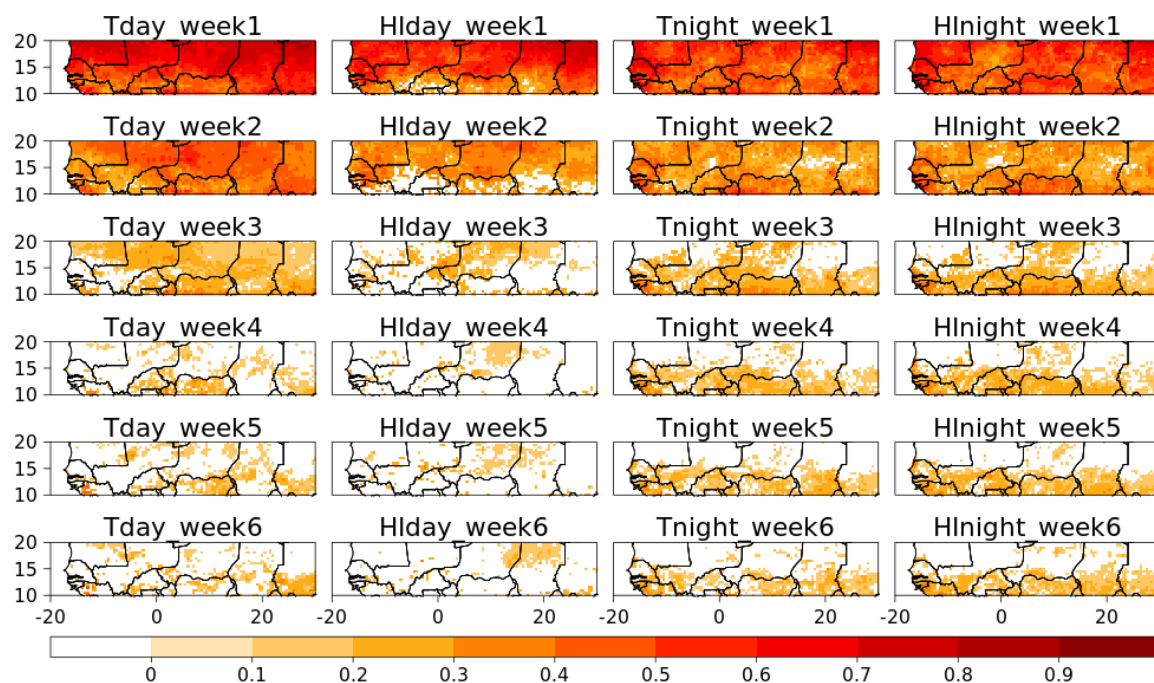 Tday_week1 HIday_week1 Tnight_week1 HInight_week1
20
15
10
Tday_week2 HIday_week2 Tnight_week2 HInight_week2
20
15
10
Tday_week3 HIday_week3 Tnight_week3 HInight_week3
20
15
10
Tday_week4 HIday_week4 Tnight_week4 HInight_week4
20
15
10
Tday_week5 HIday_week5 Tnight_week5 HInight_week5
20
15
10
Tday_week6 HIday_week6 Tnight_week6 HInight_week6
20
15
10
-20 0 20 -20 0 20 -20 0 20 -20 0 20
0 0.1 0.2 0.3 0.4 0.5 0.6 0.7 0.8 0.9